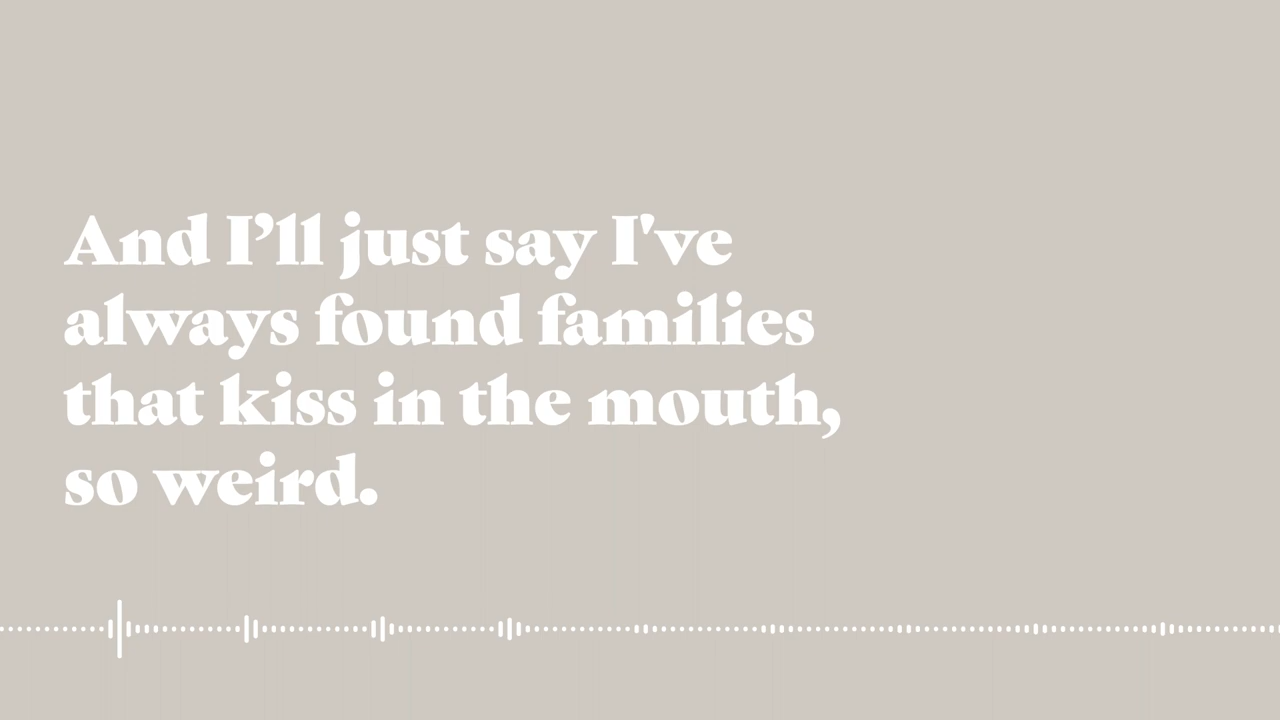 And I’ll just say I've
always found families
that kiss in the mouth,
so weird.